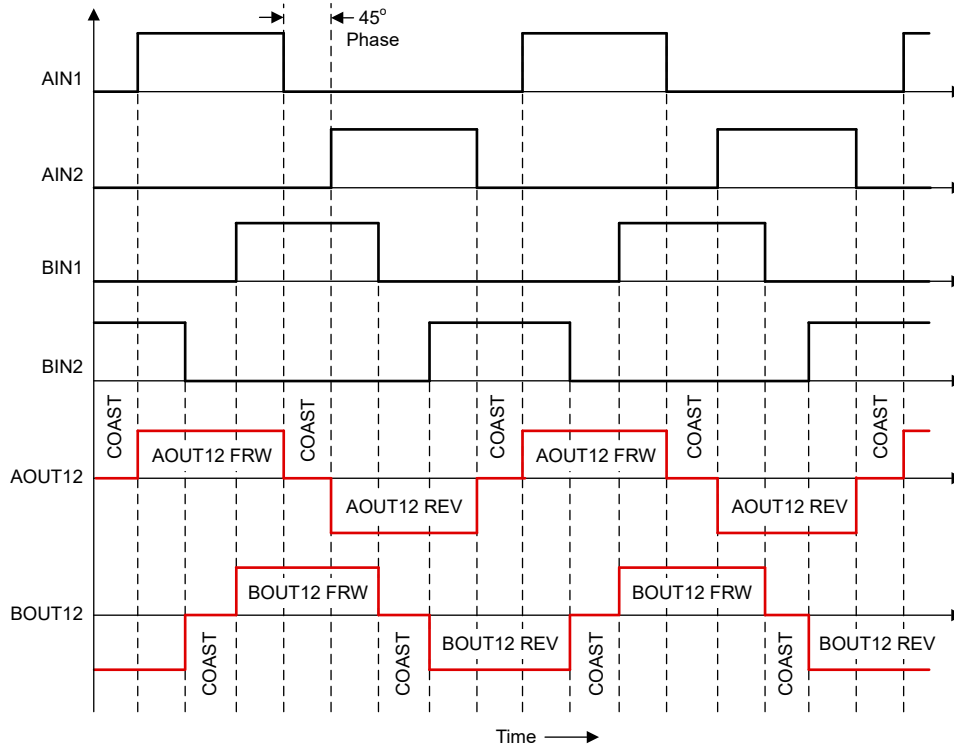 45o
Phase
AIN1
AIN2
BIN1
BIN2
COAST
COAST
COAST
COAST
COAST
AOUT12 FRW
AOUT12 FRW
AOUT12
AOUT12 REV
AOUT12 REV
BOUT12 FRW
BOUT12 FRW
BOUT12
COAST
COAST
BOUT12 REV
COAST
COAST
BOUT12 REV
Time